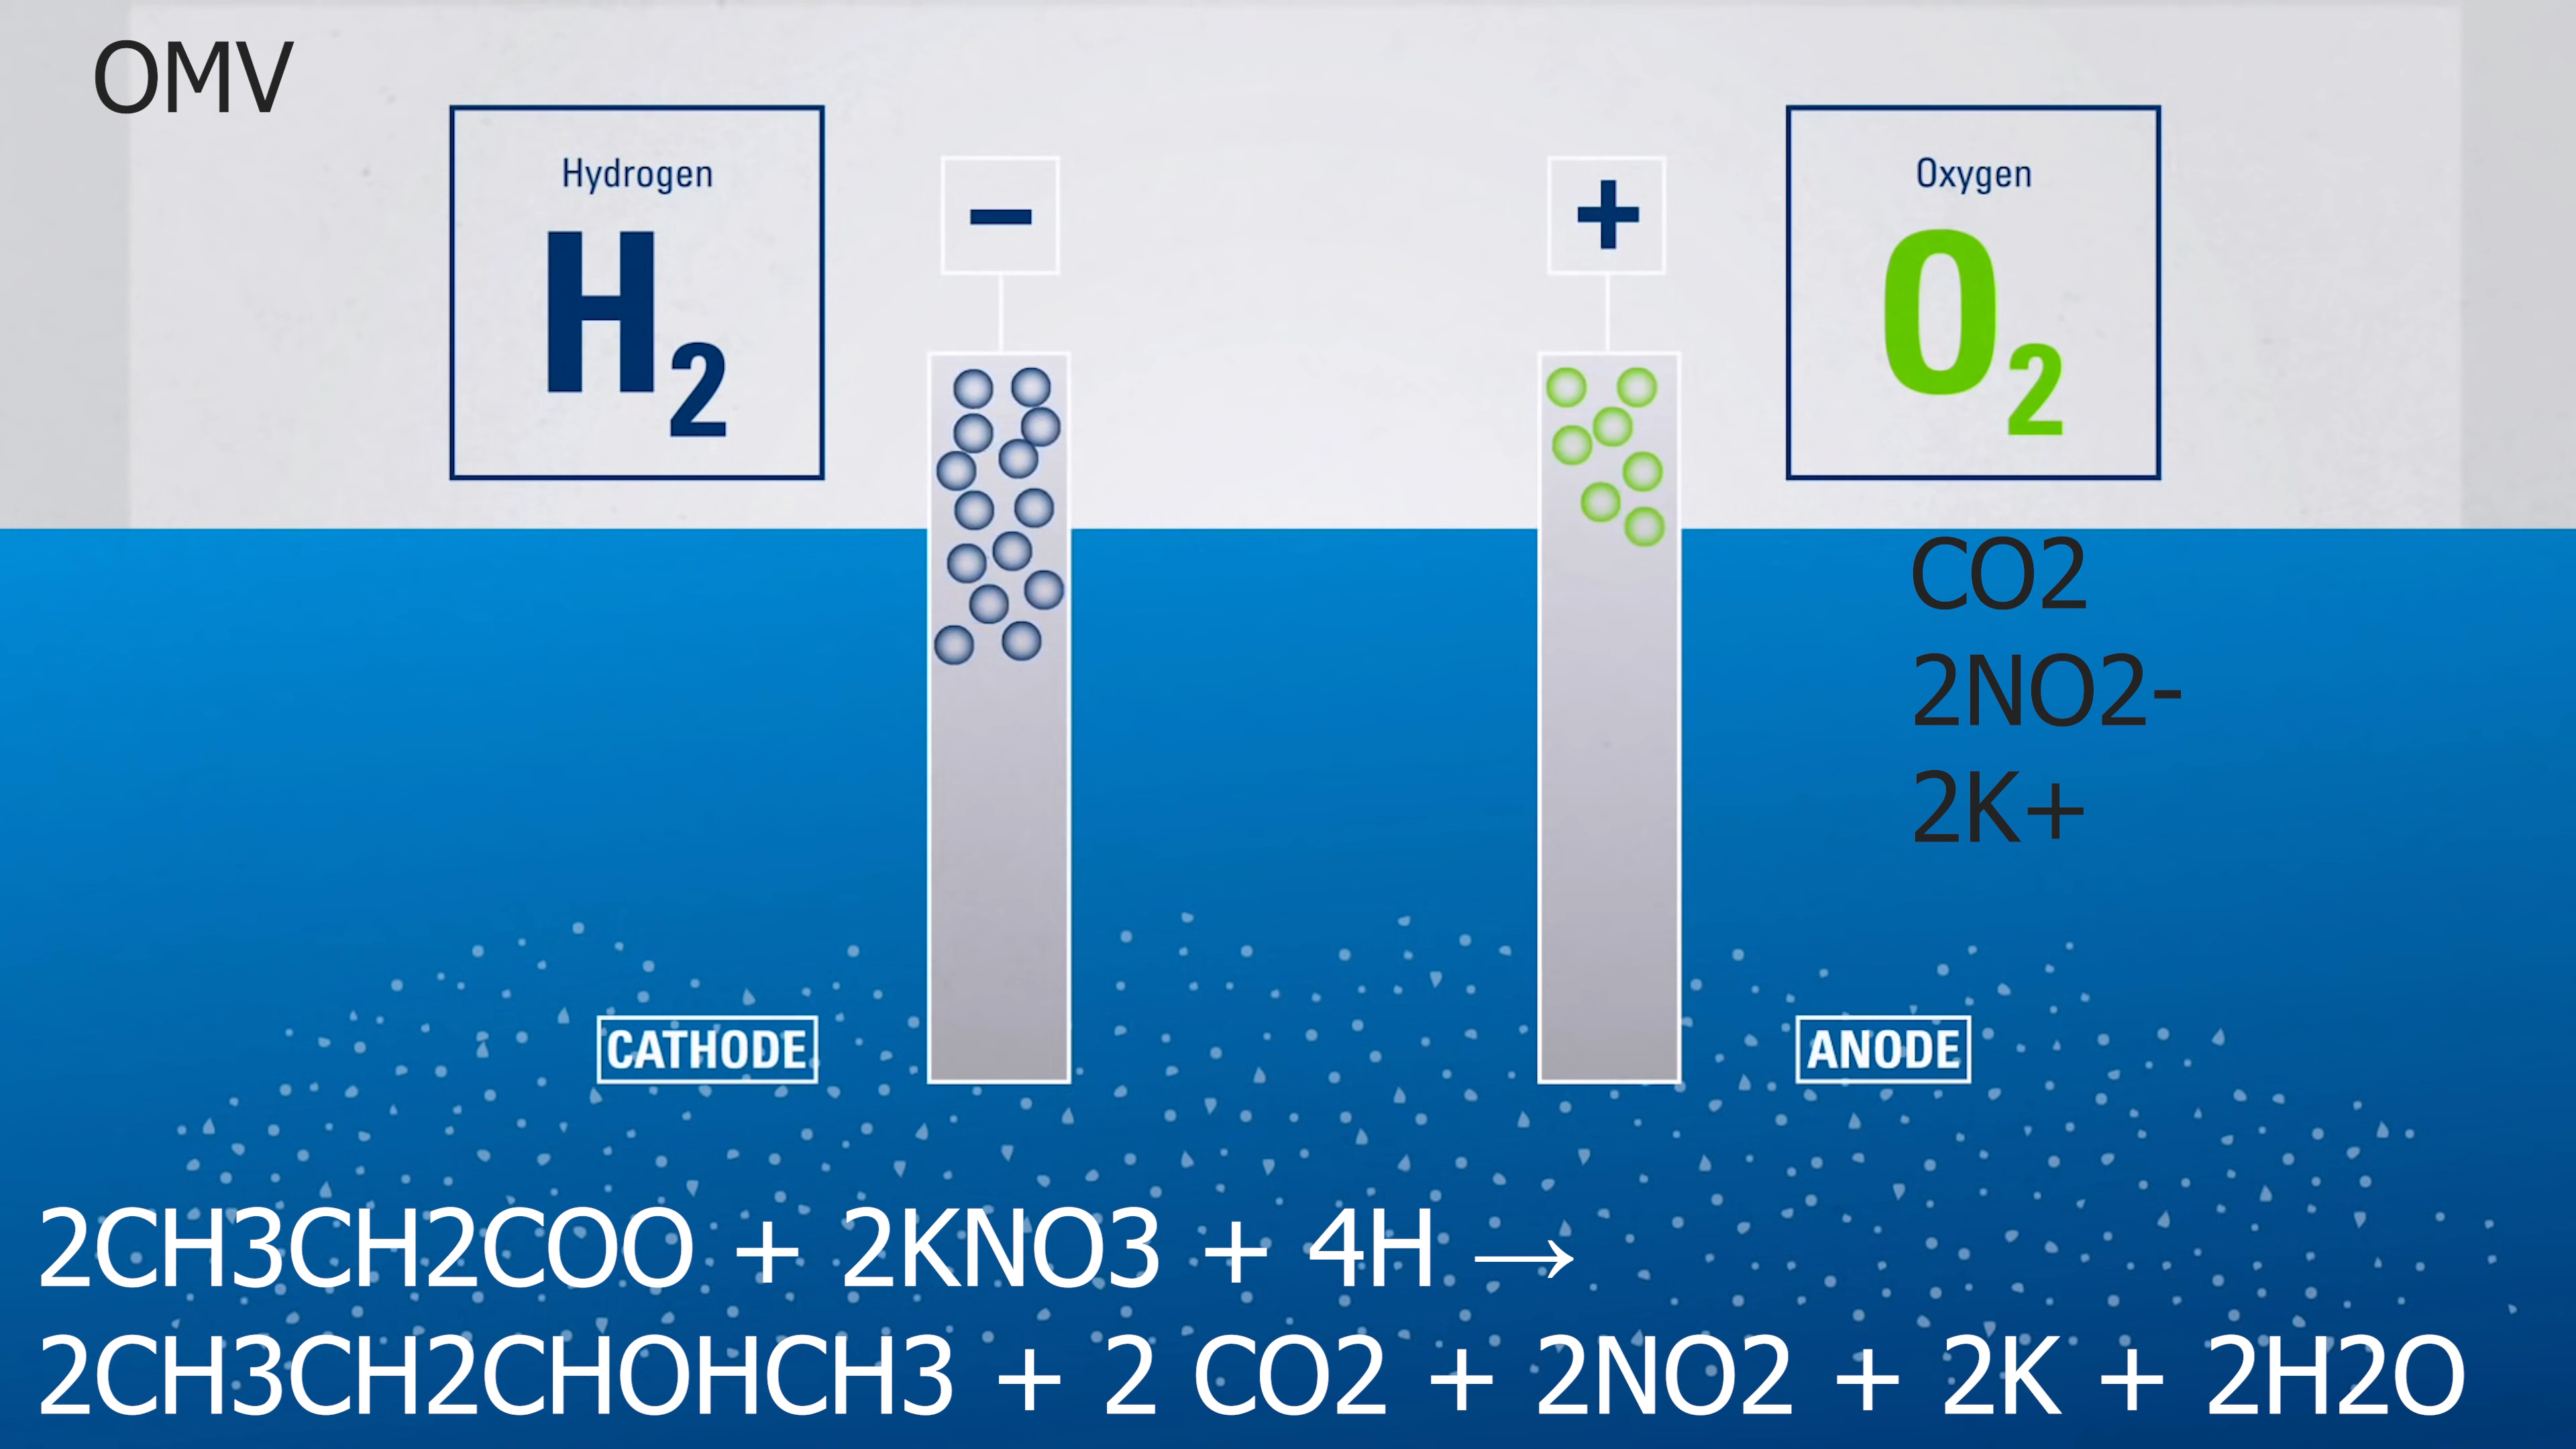 OMV
Hydrogen
H2
−
+
Oxygen
O2
CO2
2NO2-
2K+
CATHODE
ANODE
2CH3CH2COO + 2KNO3 + 4H →
2CH3CH2CHOHCH3 + 2 CO2 + 2NO2 + 2K + 2H2O